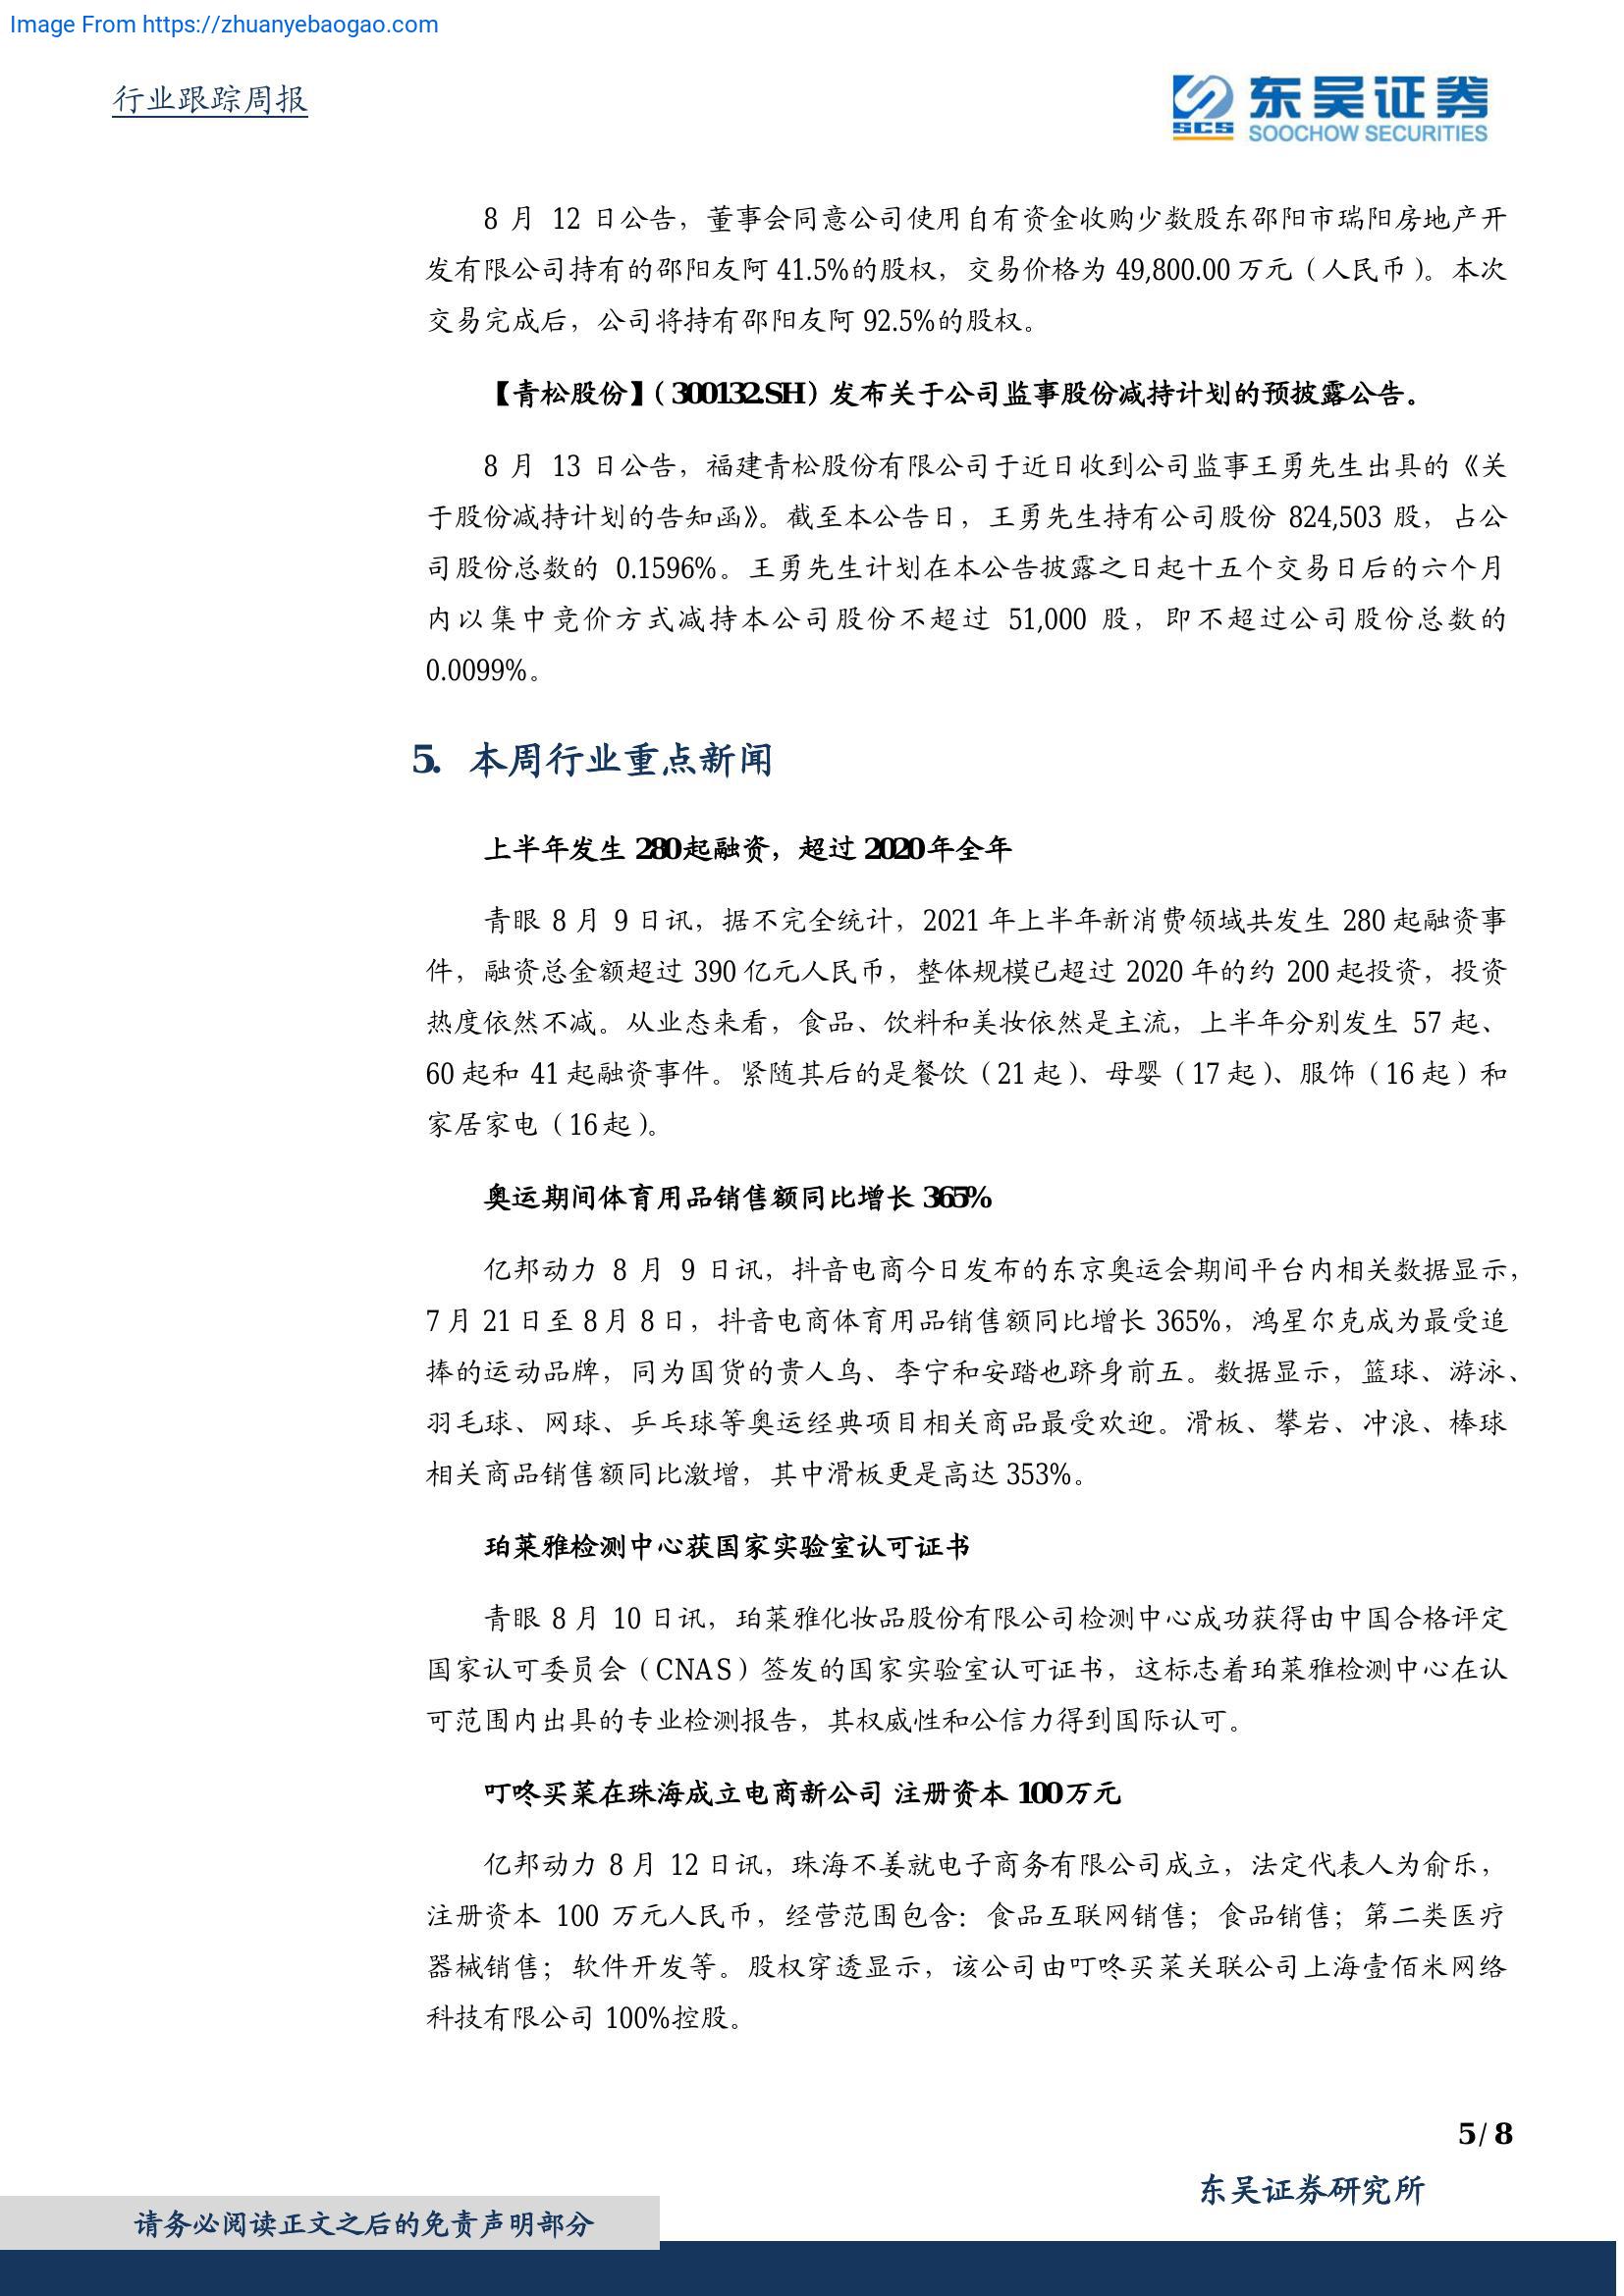 Image From https://zhuanyebaogao.com
行业跟踪周报
SCS
东吴证券
SOOCHOW SECURITIES
8 月 12 日公告，董事会同意公司使用自有资金收购少数股东邵阳市瑞阳房地产开
发有限公司持有的邵阳友阿 41.5%的股权，交易价格为 49,800.00 万元（人民币）。本次
交易完成后，公司将持有邵阳友阿 92.5%的股权。
【青松股份】（300132.SH）发布关于公司监事股份减持计划的预披露公告。
8 月 13 日公告，福建青松股份有限公司于近日收到公司监事王勇先生出具的《关
于股份减持计划的告知函》。截至本公告日，王勇先生持有公司股份 824,503 股，占公
司股份总数的 0.1596%。王勇先生计划在本公告披露之日起十五个交易日后的六个月
内以集中竞价方式减持本公司股份不超过 51,000 股，即不超过公司股份总数的
0.0099%。
5. 本周行业重点新闻
上半年发生 280 起融资，超过 2020 年全年
青眼 8 月 9 日讯，据不完全统计，2021 年上半年新消费领域共发生 280 起融资事
件，融资总金额超过 390 亿元人民币，整体规模已超过 2020 年的约 200 起投资，投资
热度依然不减。从业态来看，食品、饮料和美妆依然是主流，上半年分别发生 57 起、
60 起和 41 起融资事件。紧随其后的是餐饮（21 起）、母婴（17 起）、服饰（16 起）和
家居家电（16 起）。
奥运期间体育用品销售额同比增长 365%
亿邦动力 8 月 9 日讯，抖音电商今日发布的东京奥运会期间平台内相关数据显示，
7 月 21 日至 8 月 8 日，抖音电商体育用品销售额同比增长 365%，鸿星尔克成为最受追
捧的运动品牌，同为国货的贵人鸟、李宁和安踏也跻身前五。数据显示，篮球、游泳、
羽毛球、网球、乒乓球等奥运经典项目相关商品最受欢迎。滑板、攀岩、冲浪、棒球
相关商品销售额同比激增，其中滑板更是高达 353%。
珀莱雅检测中心获国家实验室认可证书
青眼 8 月 10 日讯，珀莱雅化妆品股份有限公司检测中心成功获得由中国合格评定
国家认可委员会（CNAS）签发的国家实验室认可证书，这标志着珀莱雅检测中心在认
可范围内出具的专业检测报告，其权威性和公信力得到国际认可。
叮咚买菜在珠海成立电商新公司 注册资本 100 万元
亿邦动力 8 月 12 日讯，珠海不姜就电子商务有限公司成立，法定代表人为俞乐，
注册资本 100 万元人民币，经营范围包含：食品互联网销售；食品销售；第二类医疗
器械销售；软件开发等。股权穿透显示，该公司由叮咚买菜关联公司上海壹佰米网络
科技有限公司 100%控股。
5 / 8
东吴证券研究所
请务必阅读正文之后的免责声明部分